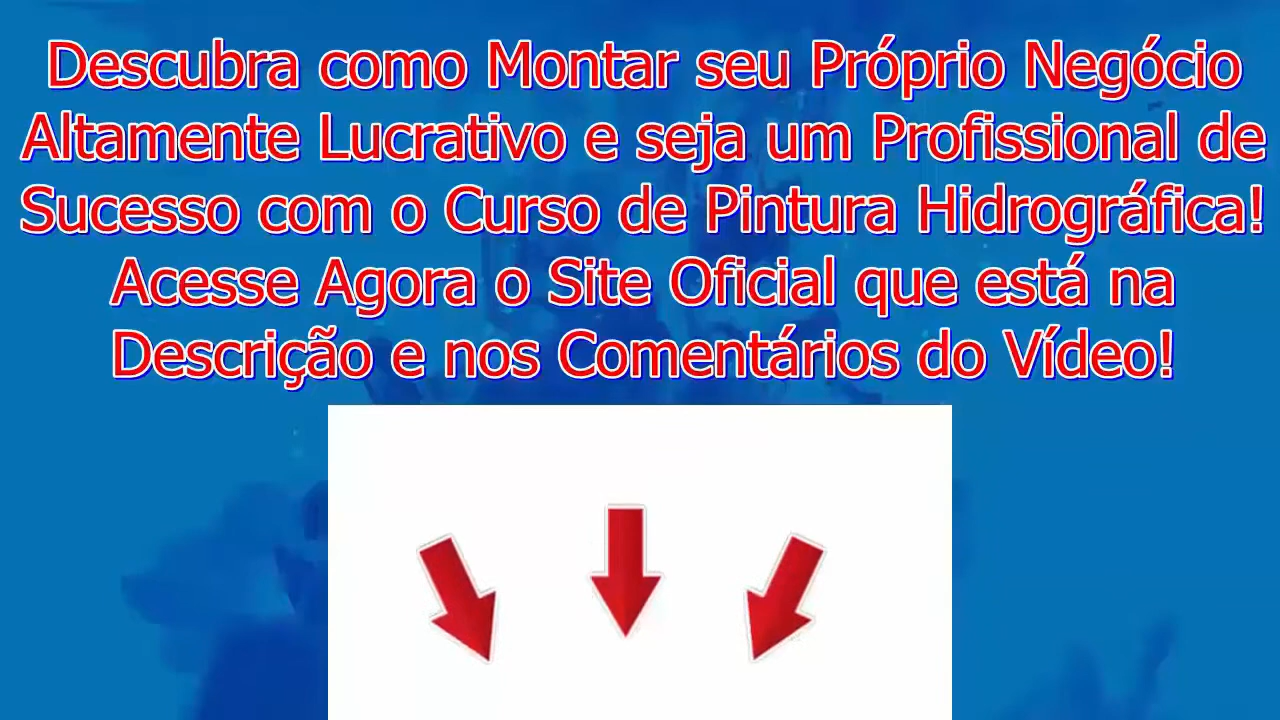 Descubra como Montar seu Próprio Negócio
Altamente Lucrativo e seja um Profissional de
Sucesso com o Curso de Pintura Hidrográfica!
Acesse Agora o Site Oficial que está na
Descrição e nos Comentários do Vídeo!